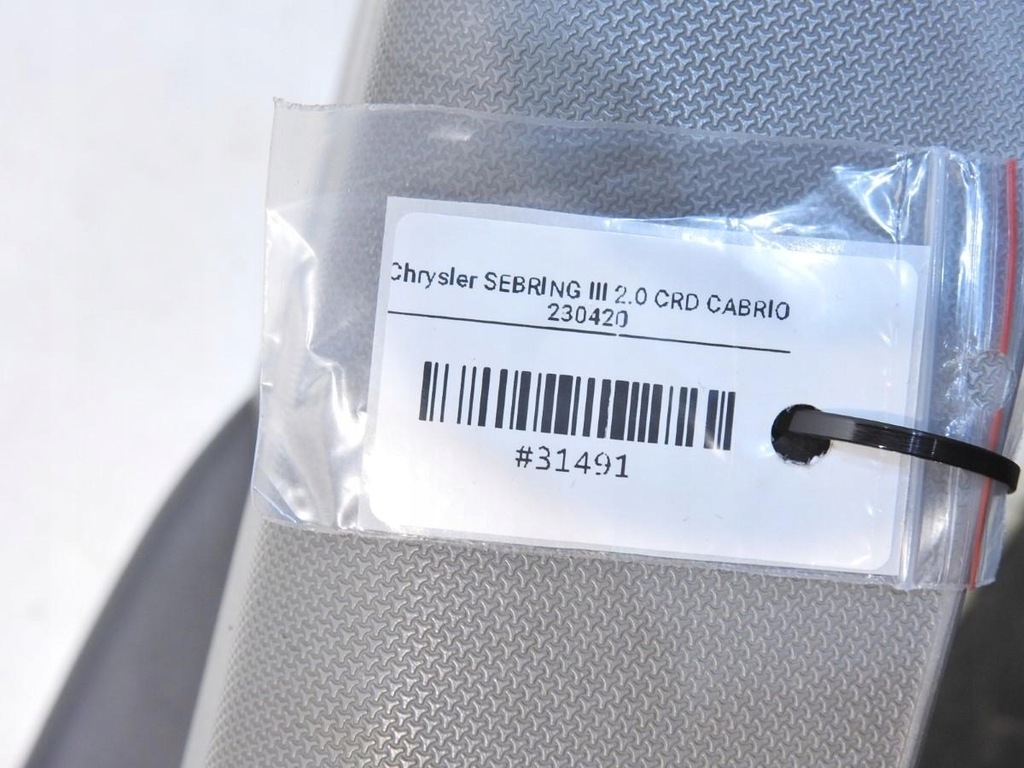 Chrysler SEBRING III 2.0 CRD CABRIO
230420
#31491